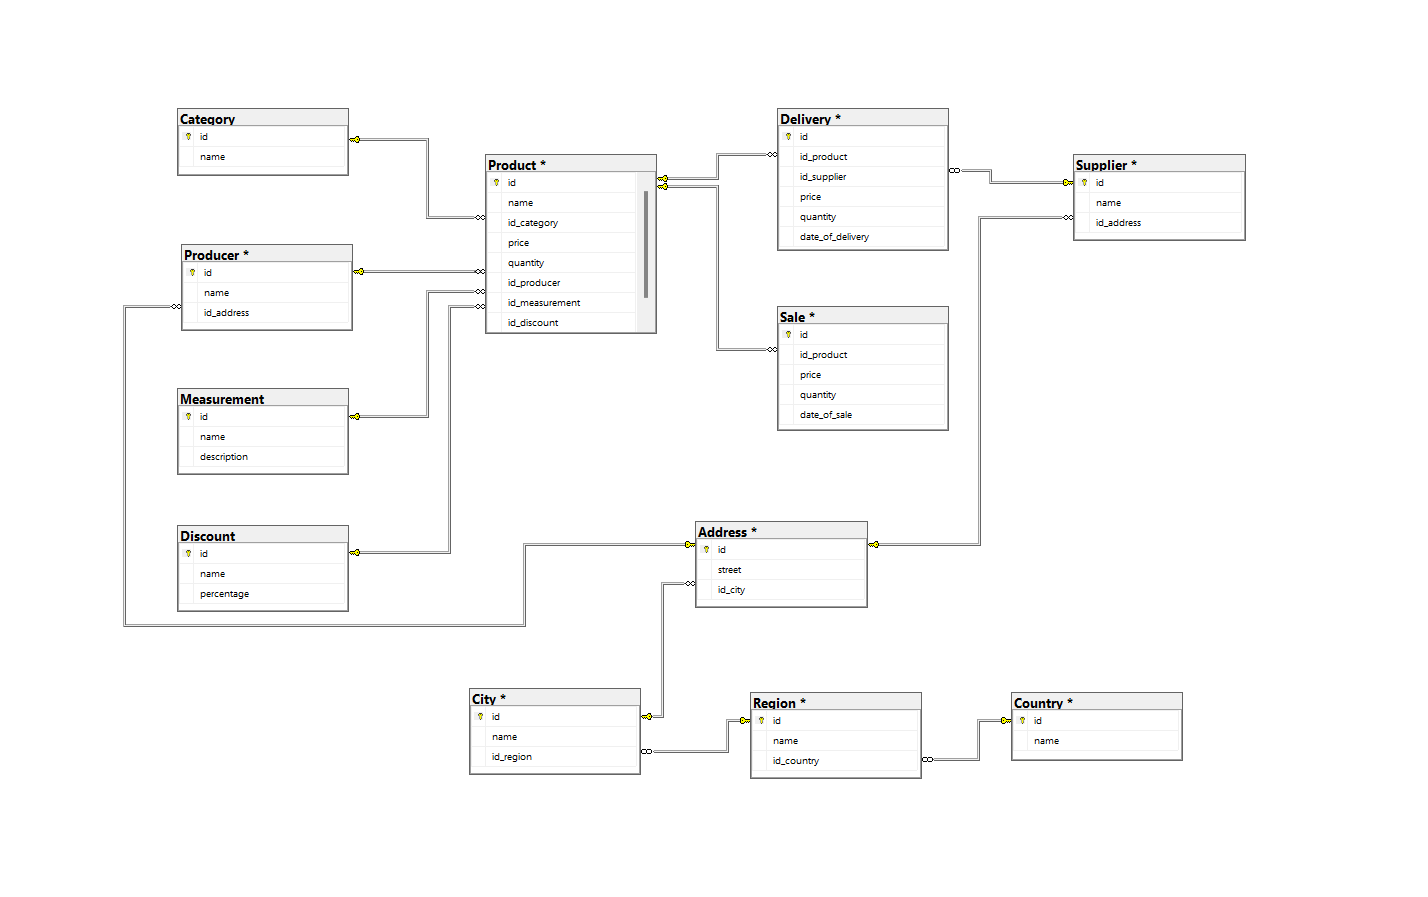 Category
id
name
Producer *
id
name
id_address
Measurement
id
name
description
Discount
id
name
percentage
Product *
id
name
id_category
price
quantity
id_producer
id_measurement
id_discount
Delivery *
id
id_product
id_supplier
price
quantity
date_of_delivery
Supplier *
id
name
id_address
Sale *
id
id_product
price
quantity
date_of_sale
Address *
id
street
id_city
City *
id
name
id_region
Region *
id
name
id_country
Country *
id
name